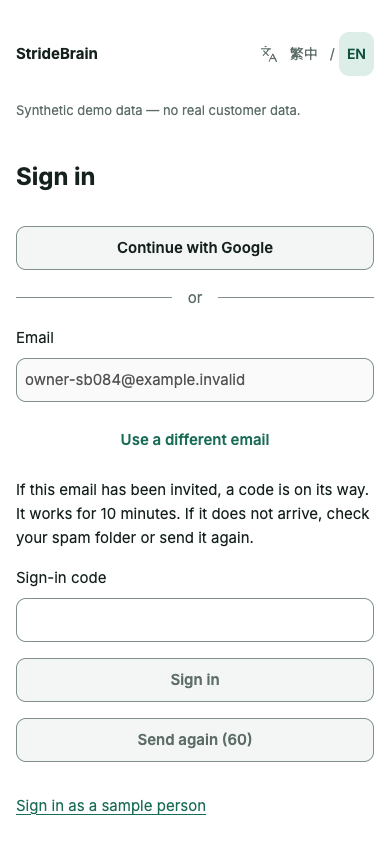 StrideBrain
繁中 / EN
Synthetic demo data — no real customer data.
Sign in
Continue with Google
or
Email
owner-sb084@example.invalid
Use a different email
If this email has been invited, a code is on its way.
It works for 10 minutes. If it does not arrive, check
your spam folder or send it again.
Sign-in code
Sign in
Send again (60)
Sign in as a sample person